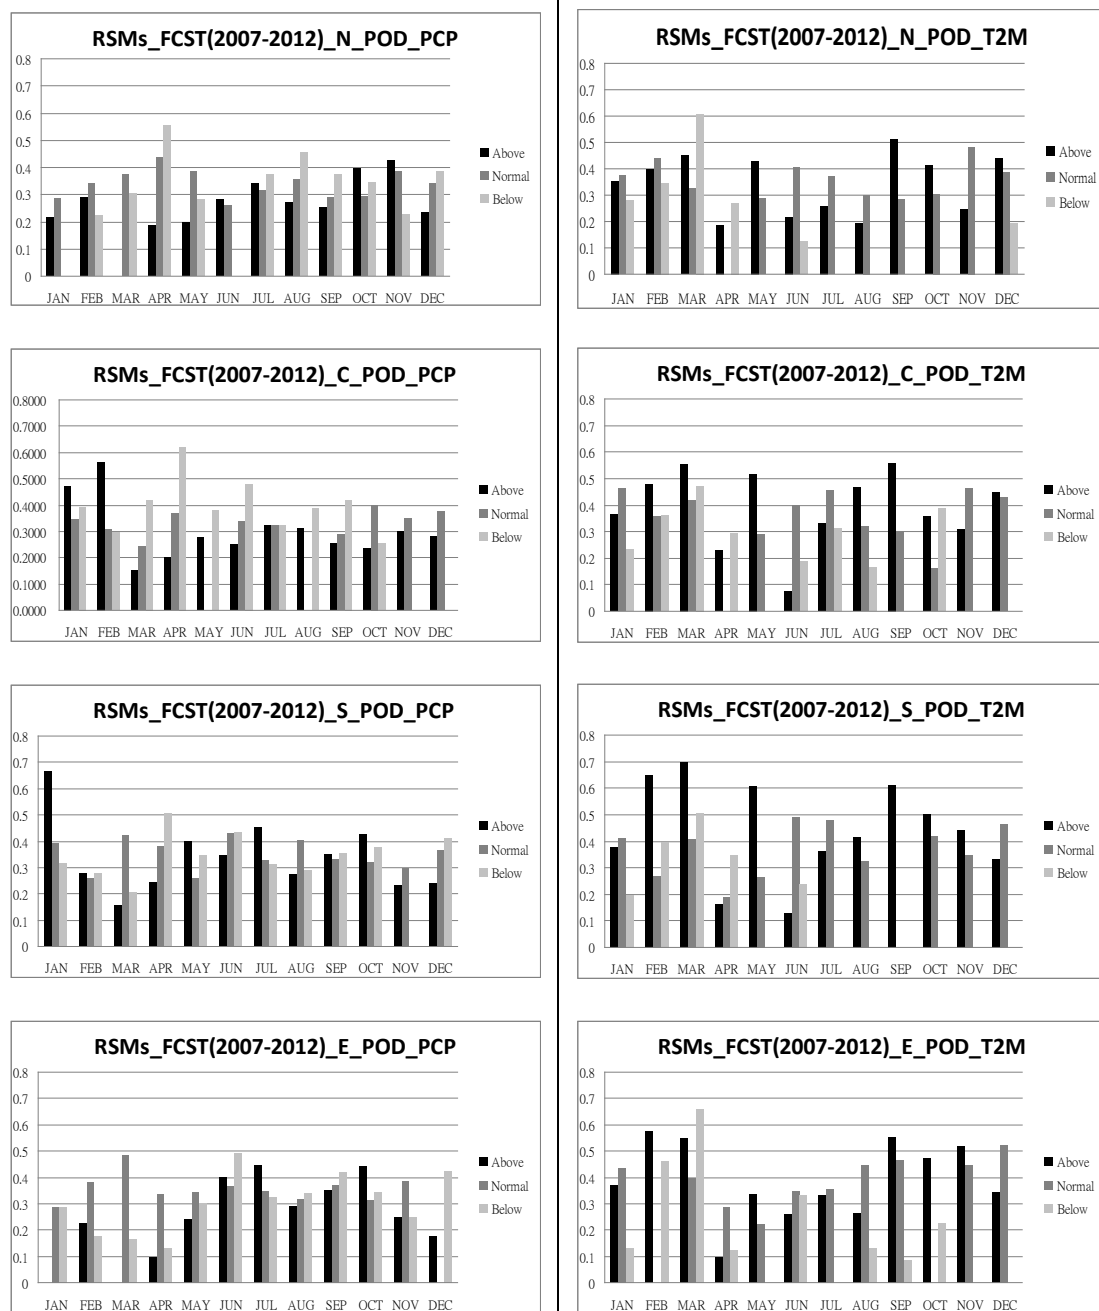 RSMs_FCST(2007-2012)_N_POD_PCP
0.8
0.7
0.6
0.5
0.4
0.3
0.2
0.1
0
JAN FEB MAR APR MAY JUN JUL AUG SEP OCT NOV DEC
Above
Normal
Below
RSMs_FCST(2007-2012)_N_POD_T2M
0.8
0.7
0.6
0.5
0.4
0.3
0.2
0.1
0
JAN FEB MAR APR MAY JUN JUL AUG SEP OCT NOV DEC
Above
Normal
Below
RSMs_FCST(2007-2012)_C_POD_PCP
0.8000
0.7000
0.6000
0.5000
0.4000
0.3000
0.2000
0.1000
0.0000
JAN FEB MAR APR MAY JUN JUL AUG SEP OCT NOV DEC
Above
Normal
Below
RSMs_FCST(2007-2012)_C_POD_T2M
0.8
0.7
0.6
0.5
0.4
0.3
0.2
0.1
0
JAN FEB MAR APR MAY JUN JUL AUG SEP OCT NOV DEC
Above
Normal
Below
RSMs_FCST(2007-2012)_S_POD_PCP
0.8
0.7
0.6
0.5
0.4
0.3
0.2
0.1
0
JAN FEB MAR APR MAY JUN JUL AUG SEP OCT NOV DEC
Above
Normal
Below
RSMs_FCST(2007-2012)_S_POD_T2M
0.8
0.7
0.6
0.5
0.4
0.3
0.2
0.1
0
JAN FEB MAR APR MAY JUN JUL AUG SEP OCT NOV DEC
Above
Normal
Below
RSMs_FCST(2007-2012)_E_POD_PCP
0.8
0.7
0.6
0.5
0.4
0.3
0.2
0.1
0
JAN FEB MAR APR MAY JUN JUL AUG SEP OCT NOV DEC
Above
Normal
Below
RSMs_FCST(2007-2012)_E_POD_T2M
0.8
0.7
0.6
0.5
0.4
0.3
0.2
0.1
0
JAN FEB MAR APR MAY JUN JUL AUG SEP OCT NOV DEC
Above
Normal
Below